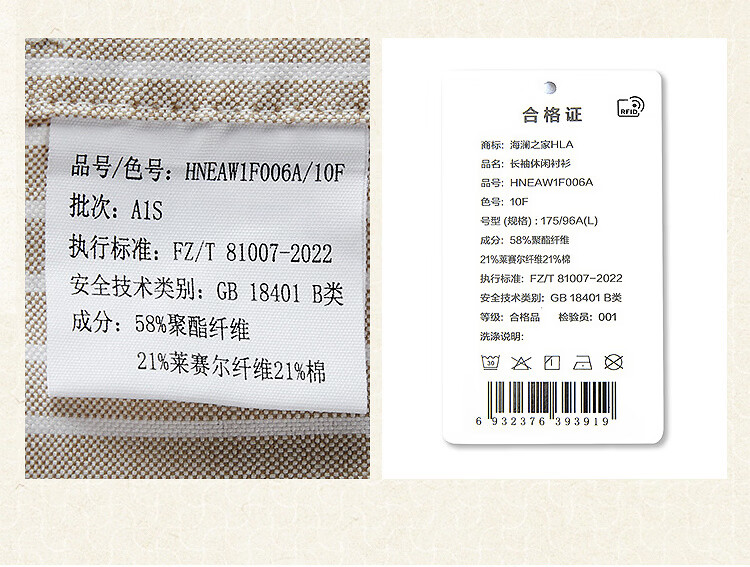 品号/色号: HNEAW1F006A/10F
批次: A1S
执行标准: FZ/T 81007-2022
安全技术类别: GB 18401 B类
成分: 58%聚酯纤维
21%莱赛尔纤维21%棉
合格证
RFID
商标: 海澜之家HLA
品名: 长袖休闲衬衫
品号: HNEAW1F006A
色号: 10F
号型 (规格) : 175/96A(L)
成分: 58%聚酯纤维
21%莱赛尔纤维21%棉
执行标准: FZ/T 81007-2022
安全技术类别: GB 18401 B类
等级: 合格品 检验员: 001
洗涤说明:
30
6 932376 393919